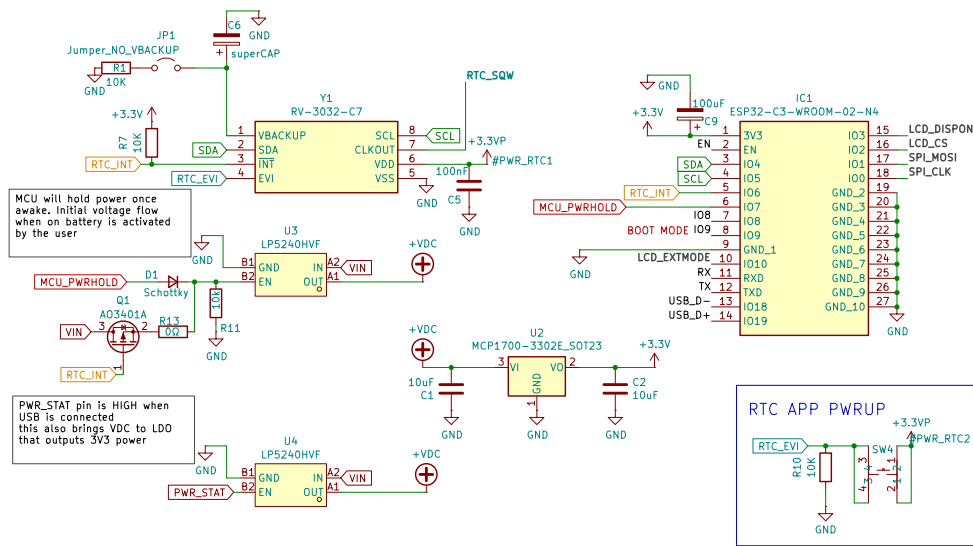 C6
GND
superCAP
JP1
Jumper_NO_VBACKUP
R1
10K
GND
RTC_SQW
Y1
RV-3032-C7
+3.3V
R7
10K
RTC_INT
SDA
RTC_EVI
1
2
3
4
VBACKUP
SDA
INT
EVI
SCL
CLKOUT
VDD
VSS
8
7
6
5
SCL
+3.3VP
#PWR_RTC1
100nF
C5
GND
GND
MCU will hold power once
awake. Initial voltage flow
when on battery is activated
by the user
U3
LP5240HVF
GND
B1 GND
B2 EN
IN A2
OUT A1
VIN
+VDC
MCU_PWRHOLD
D1
Schottky
Q1
AO3401A
VIN
3
2
1
R13
0Ω
10k
R11
GND
RTC_INT
+VDC
10uF
C1
GND
U2
MCP1700-3302E_SOT23
3 VI
VO 2
GND
1
GND
+3.3V
C2
10uF
GND
PWR_STAT pin is HIGH when
USB is connected
this also brings VDC to LDO
that outputs 3V3 power
U4
LP5240HVF
GND
B1 GND
B2 EN
IN A2
OUT A1
VIN
+VDC
PWR_STAT
GND
+3.3V
100uF
C9
IC1
ESP32-C3-WROOM-02-N4
EN
SDA
SCL
RTC_INT
MCU_PWRHOLD
IO8
BOOT MODE IO9
GND
LCD_EXTMODE
RX
TX
USB_D-
USB_D+
1 3V3
2 EN
3 IO4
4 IO5
5 IO6
6 IO7
7 IO8
8 IO9
9 GND_1
10 IO10
11 RXD
12 TXD
13 IO18
14 IO19
IO3 15 LCD_DISPON
IO2 16 LCD_CS
IO1 17 SPI_MOSI
IO0 18 SPI_CLK
GND_2 19
GND_3 20
GND_4 21
GND_5 22
GND_6 23
GND_7 24
GND_8 25
GND_9 26
GND_10 27
GND
RTC APP PWRUP
+3.3VP
#PWR_RTC2
RTC_EVI
SW4
R10
10K
3
4
1
2
3
4
1
2
GND